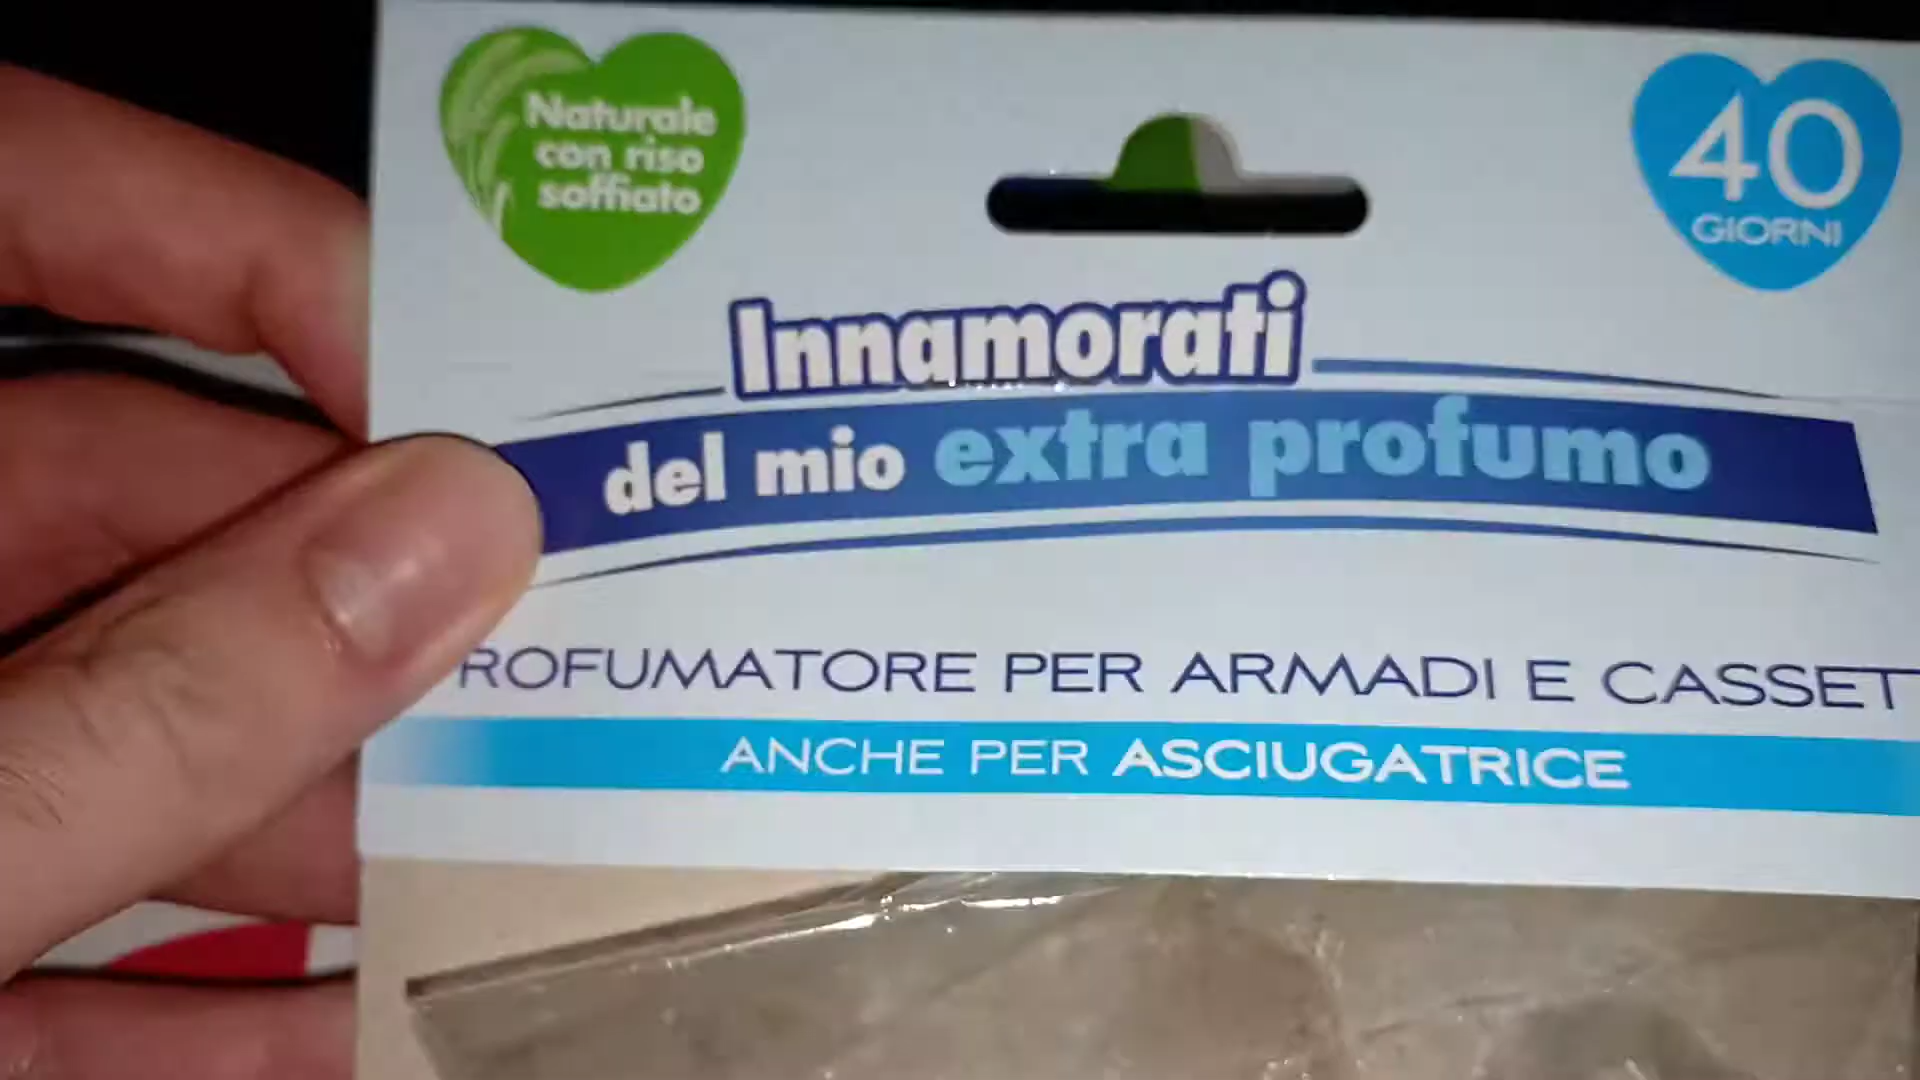 Naturale
con riso
soffiato
40
GIORNI
Innamorati
del mio extra profumo
ROFUMATORE PER ARMADI E CASSET
ANCHE PER ASCIUGATRICE